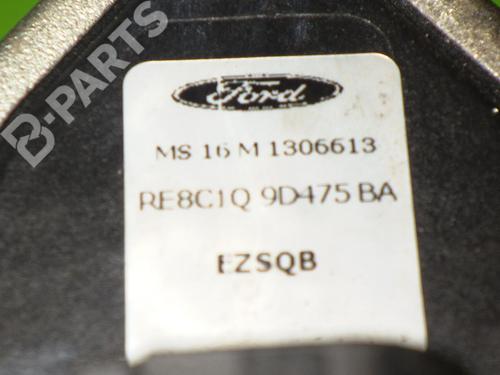 Ford
MS 16 M 1306613
RE8C1Q 9D475 BA
EZSQB
B-PARTS